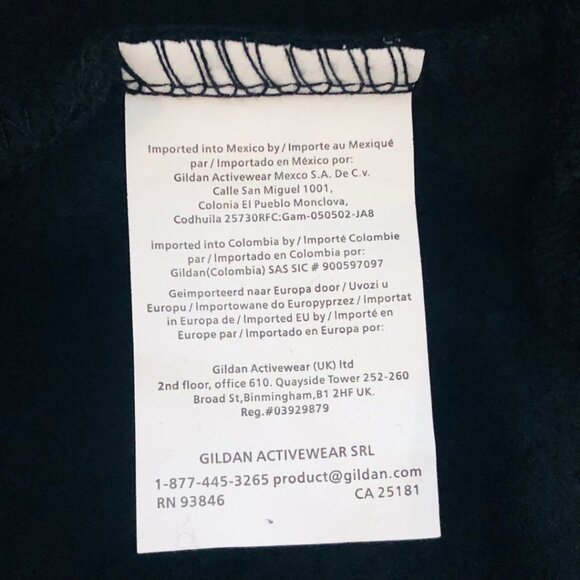 Imported into Mexico by / Importe au Mexiqué
par / Importado en México por:
Gildan Activewear Mexco S.A. De C.v.
Calle San Miguel 1001,
Colonia El Pueblo Monclova,
Codhuila 25730RFC:Gam-050502-JA8
imported into Colombia by / Importé Colombie
par / Importado en Colombia por:
Gildan(Colombia) SAS SIC # 900597097
Geimporteerd naar Europa door / Uvozi u
Europu / Importowane do Europyprzez / Importat
in Europa de / Imported EU by / Importé en
Europe par / Importado en Europa por:
Gildan Activewear (UK) ltd
2nd floor, office 610. Quayside Tower 252-260
Broad St,Binmingham,B1 2HF UK.
Reg.#03929879
GILDAN ACTIVEWEAR SRL
1-877-445-3265 product@gildan.com
RN 93846 CA 25181